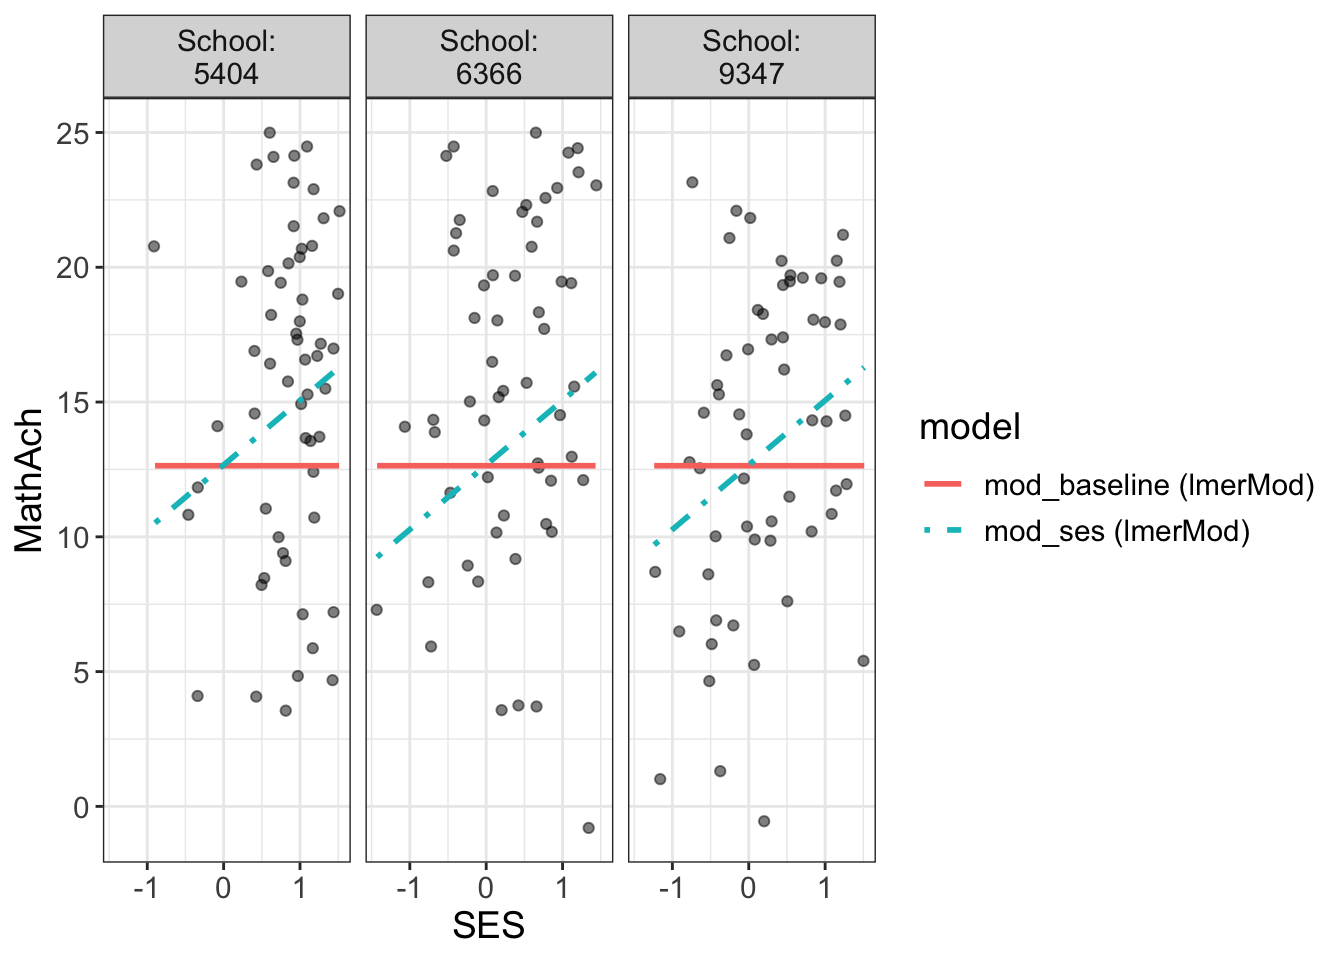 School:
5404
School:
6366
School:
9347
25
20
15
10
5
0
MathAch
-1 0 1
-1 0 1
-1 0 1
SES
model
mod_baseline (lmerMod)
mod_ses (lmerMod)